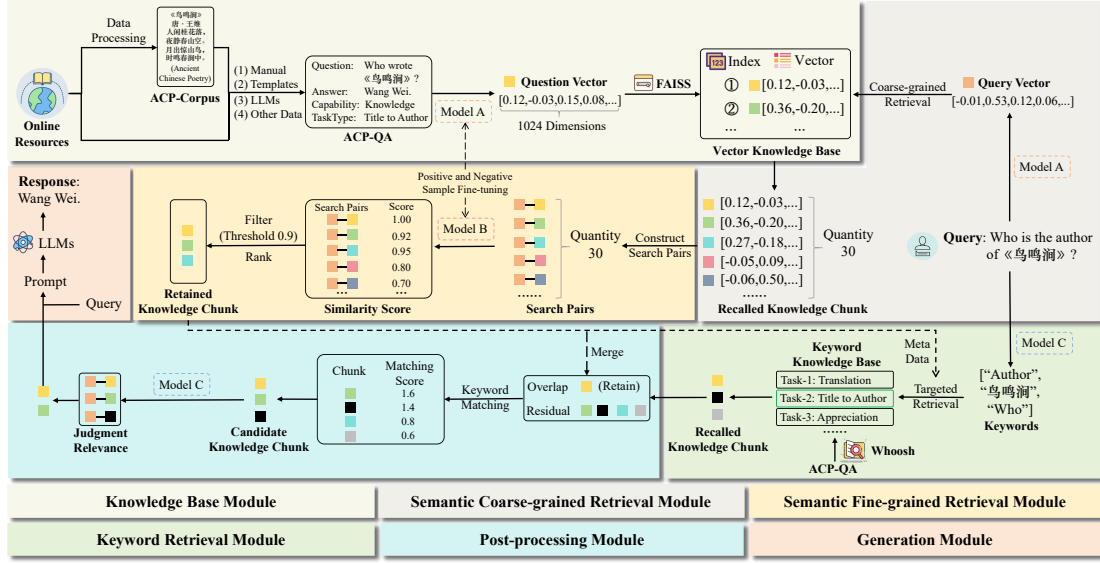 Data
Processing
《鸟鸣涧》
唐·王维
人闲桂花落,
夜静春山空。
月出惊山鸟,
时鸣春涧中。
(Ancient
Chinese Poetry)
ACP-Corpus
Online
Resources
(1) Manual
(2) Templates
(3) LLMs
(4) Other Data
Question: Who wrote
《鸟鸣涧》?
Answer: Wang Wei.
Capability: Knowledge
TaskType: Title to Author
ACP-QA
Model A
Question Vector
[0.12,-0.03,0.15,0.08,...]
1024 Dimensions
FAISS
Index Vector
① [0.12,-0.03,...]
② [0.36,-0.20,...]
... ...
Vector Knowledge Base
Coarse-grained
Retrieval
Query Vector
[-0.01,0.53,0.12,0.06,...]
Model A
Query: Who is the author
of《鸟鸣涧》?
Model C
Response:
Wang Wei.
LLMs
Prompt
Query
Retained
Knowledge Chunk
Filter
(Threshold 0.9)
Rank
Search Pairs Score
1.00
0.92
0.95
0.80
0.70
... ...
Similarity Score
Positive and Negative
Sample Fine-tuning
Model B
Quantity
30
......
Search Pairs
Construct
Search Pairs
[0.12,-0.03,...]
[0.36,-0.20,...]
[0.27,-0.18,...]
[-0.05,0.09,...]
[-0.06,0.50,...]
......
Quantity
30
Recalled Knowledge Chunk
Judgment
Relevance
Model C
Candidate
Knowledge Chunk
Chunk Matching
Score
1.6
1.4
0.8
0.6
Keyword
Matching
Merge
Overlap (Retain)
Residual
Recalled
Knowledge Chunk
Keyword
Knowledge Base
Task-1: Translation
Task-2: Title to Author
Task-3: Appreciation
......
Whoosh
ACP-QA
Meta
Data
Targeted
Retrieval
[“Author”,
“鸟鸣涧”,
“Who”]
Keywords
Knowledge Base Module
Semantic Coarse-grained Retrieval Module
Semantic Fine-grained Retrieval Module
Keyword Retrieval Module
Post-processing Module
Generation Module